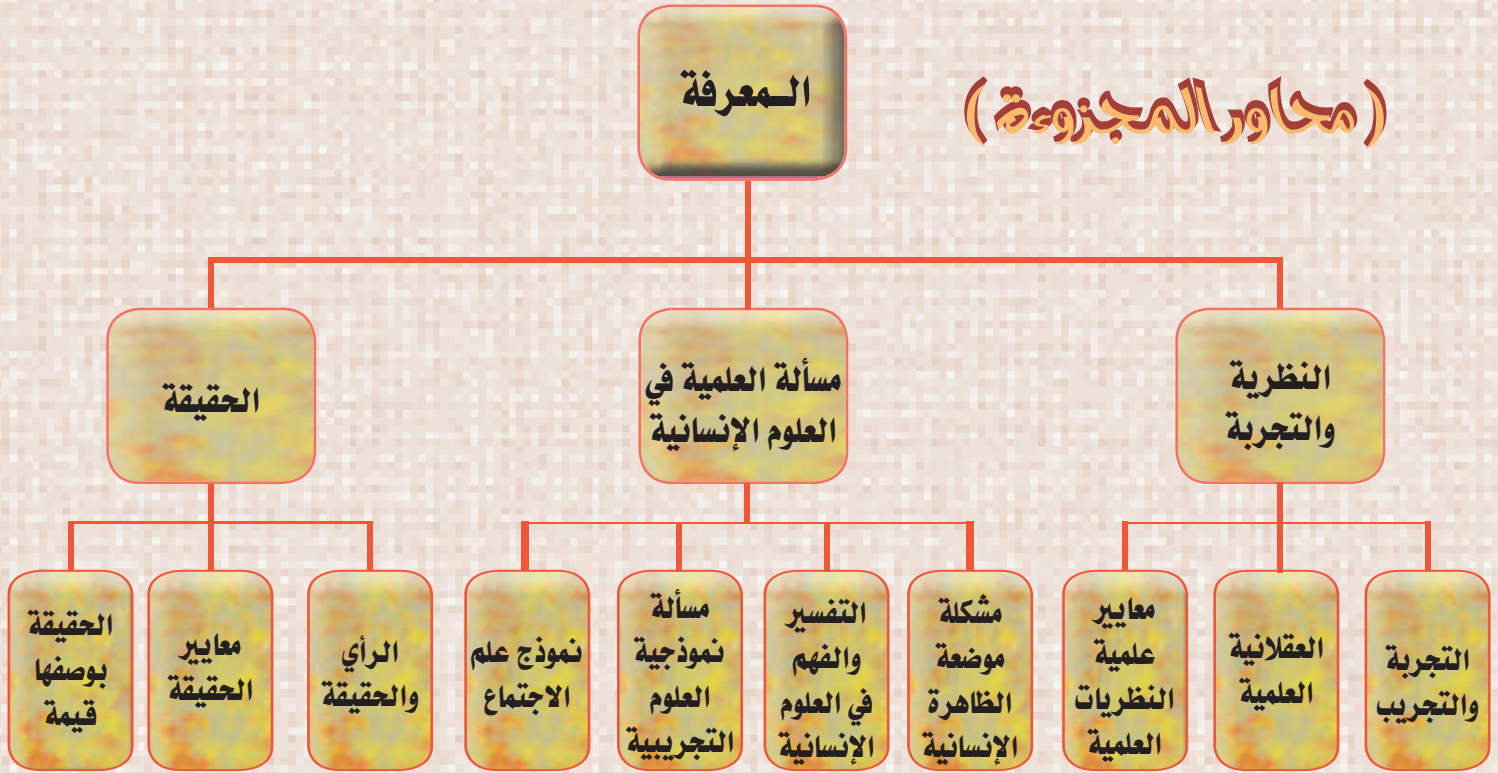 ( محاور المجزوءة )
الـمعرفة
النظرية
والتجربة
مسألة العلمية في
العلوم الإنسانية
الحقيقة
التجربة
والتجريب
العقلانية
العلمية
معايير
علمية
النظريات
العلمية
مشكلة
موضعة
الظاهرة
الإنسانية
التفسير
والفهم
في العلوم
الإنسانية
مسألة
نموذجية
العلوم
التجريبية
نموذج علم
الاجتماع
الرأي
والحقيقة
معايير
الحقيقة
الحقيقة
بوصفها
قيمة